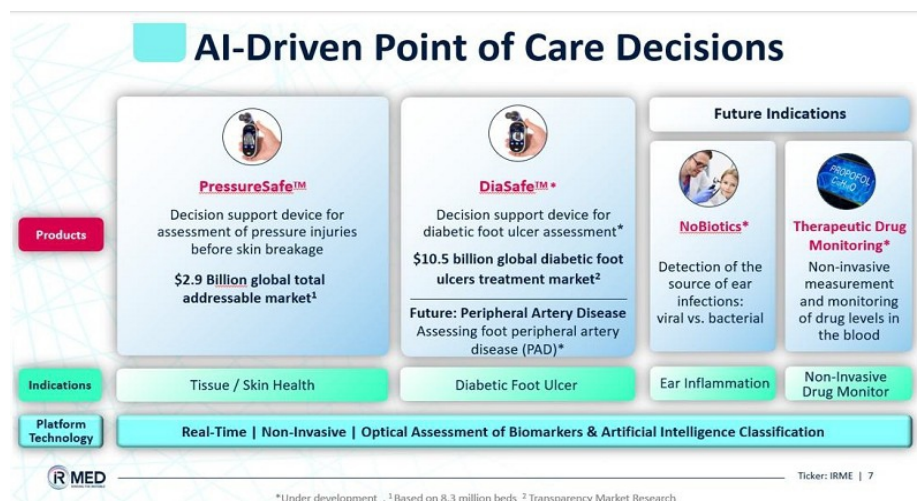 AI-Driven Point of Care Decisions
Products
PressureSafe™
Decision support device for
assessment of pressure injuries
before skin breakage
$2.9 Billion global total
addressable market¹
DiaSafe™*
Decision support device for
diabetic foot ulcer assessment*
$10.5 billion global diabetic foot
ulcers treatment market²
Future: Peripheral Artery Disease
Assessing foot peripheral artery
disease (PAD)*
Future Indications
NoBiotics*
Detection of the
source of ear
infections:
viral vs. bacterial
PROPOFOL
Therapeutic Drug
Monitoring*
Non-invasive
measurement
and monitoring
of drug levels in
the blood
Indications
Tissue / Skin Health
Diabetic Foot Ulcer
Ear Inflammation
Non-Invasive
Drug Monitor
Platform
Technology
Real-Time | Non-Invasive | Optical Assessment of Biomarkers & Artificial Intelligence Classification
iR MED
Ticker: IRME | 7
*Under development , ¹Based on 8.3 million beds ² Transparency Market Research